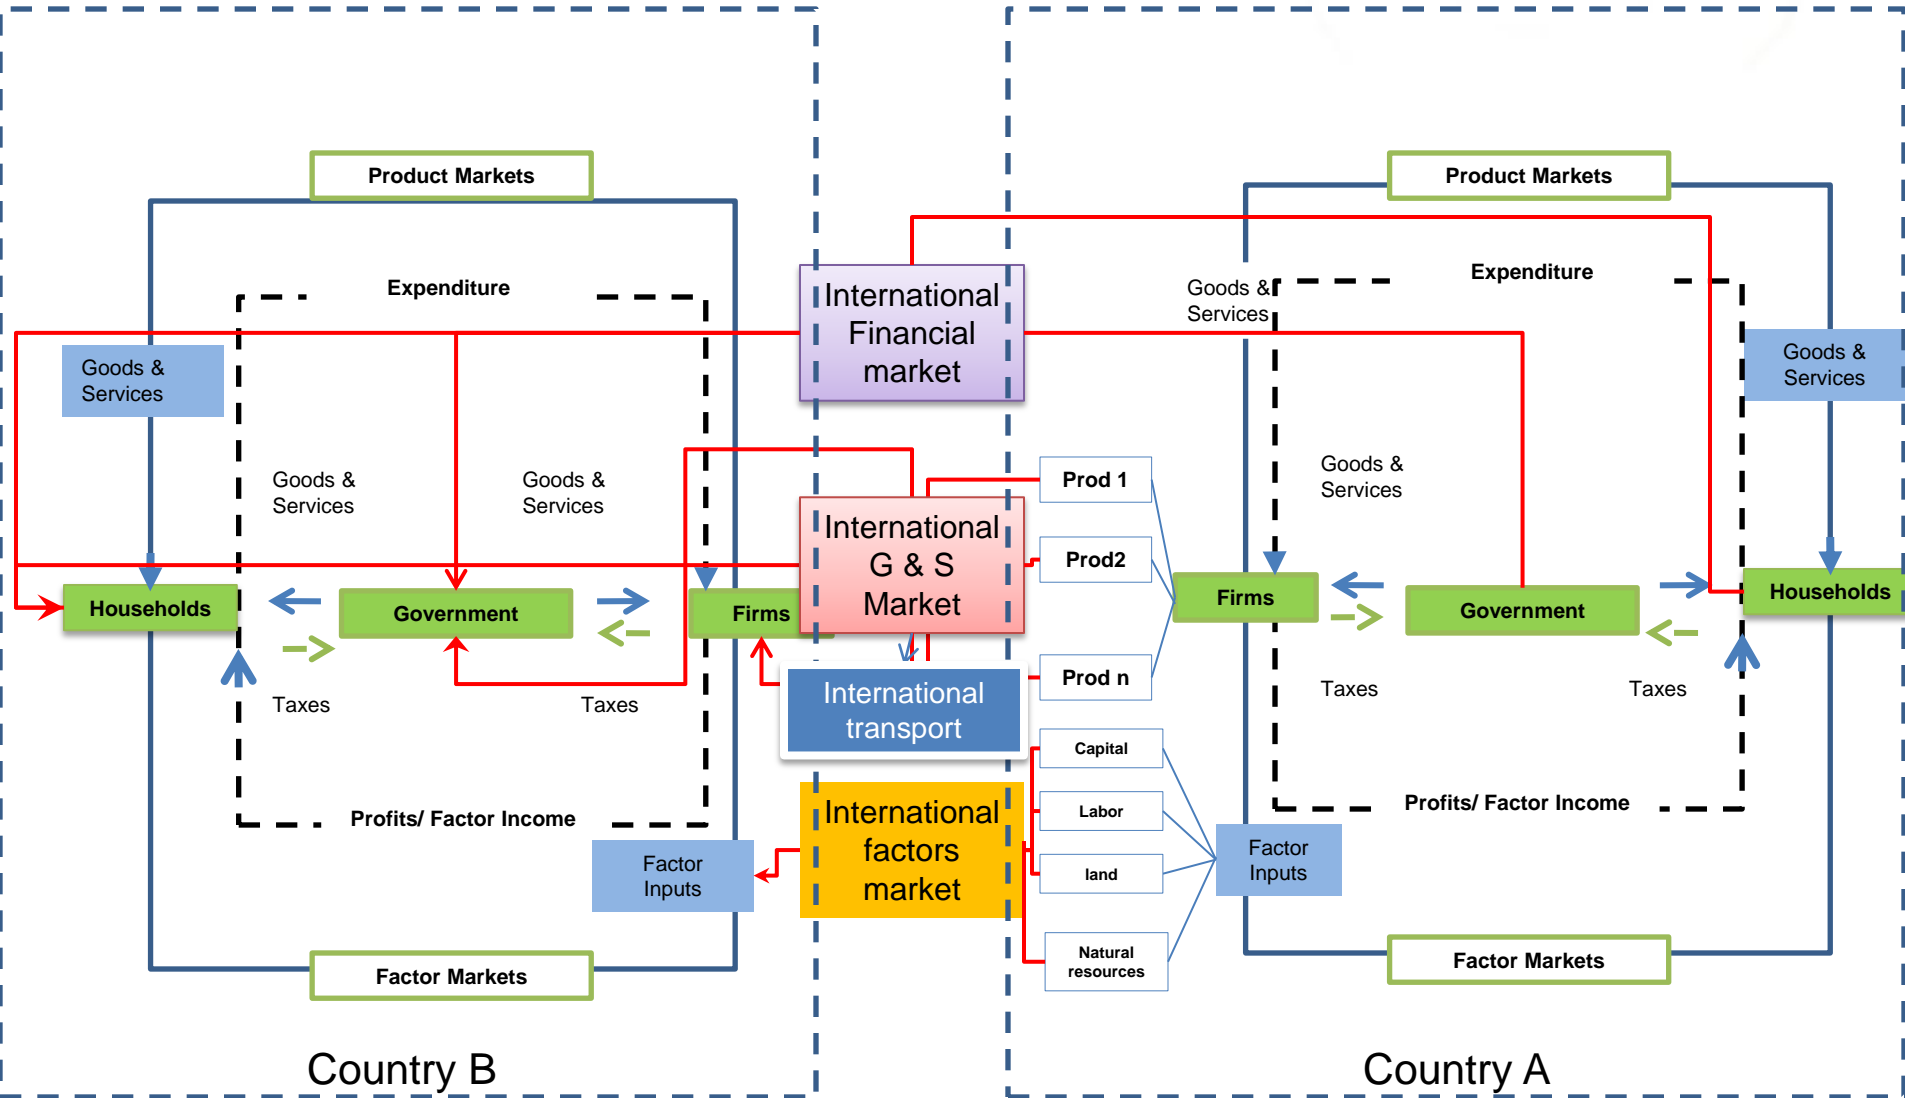 Product Markets
Product Markets
Expenditure
Expenditure
International
Financial
market
Goods &
Services
Goods &
Services
Goods &
Services
Goods &
Services
Goods &
Services
Goods &
Services
Prod 1
International
G & S
Market
Prod2
Households
Government
Firms
Firms
Government
Households
Prod n
Taxes
Taxes
International
transport
Taxes
Taxes
Capital
Labor
land
Natural
resources
Profits/ Factor Income
Profits/ Factor Income
International
factors
market
Factor
Inputs
Factor
Inputs
Factor Markets
Factor Markets
Country B
Country A